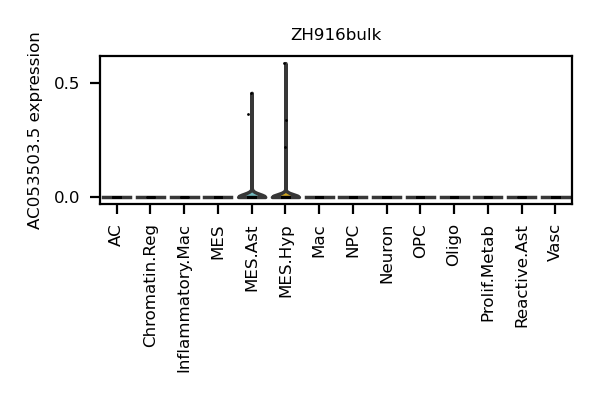 ZH916bulk
AC053503.5 expression
0.5
0.0
AC
Chromatin.Reg
Inflammatory.Mac
MES
MES.Ast
MES.Hyp
Mac
NPC
Neuron
OPC
Oligo
Prolif.Metab
Reactive.Ast
Vasc